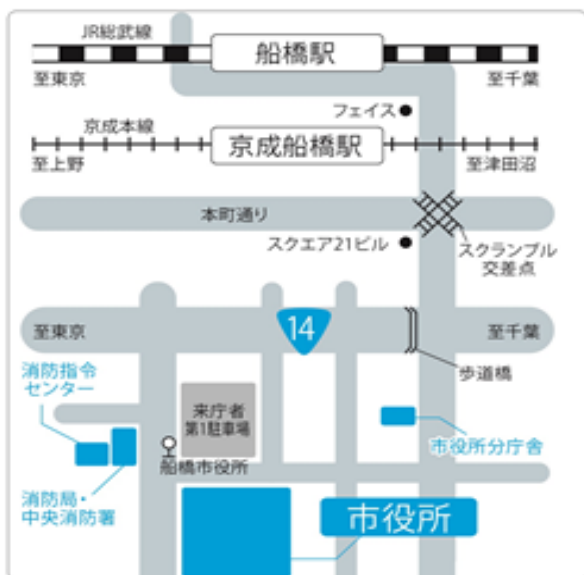 JR総武線
船橋駅
至東京
至千葉
フェイス
京成本線
京成船橋駅
至上野
至津田沼
本町通り
スクエア21ビル
スクランブル
交差点
14
至東京
至千葉
歩道橋
消防指令
センター
来庁者
第1駐車場
市役所分庁舎
船橋市役所
消防局・
中央消防署
市役所